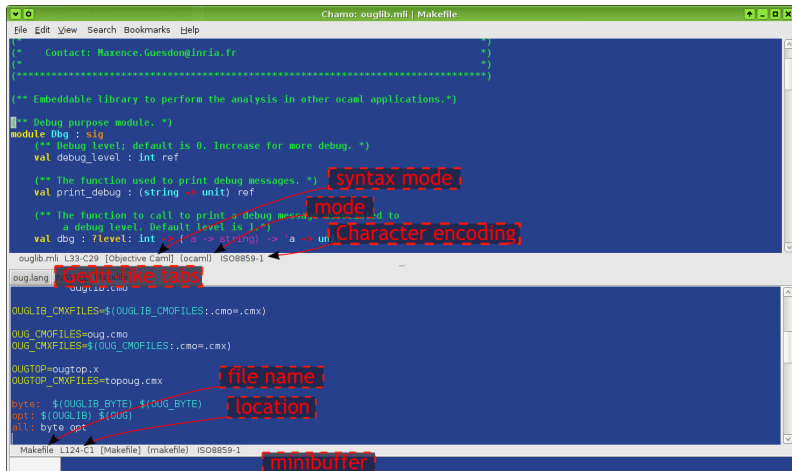 Chamo: ouglib.mli | Makefile
File Edit View Search Bookmarks Help
(* *)
(* Contact: Maxence.Guesdon@inria.fr *)
(* *)
(*********************************************************************************)
(** Embeddable library to perform the analysis in other ocaml applications.*)
(** Debug purpose module. *)
module Dbg : sig
(** Debug level; default is 0. Increase for more debug. *)
val debug_level : int ref
(** The function used to print debug messages. *)
syntax mode
val print_debug : (string -> unit) ref
mode
(** The function to call to print a debug message to
a debug level. Default level is 1.*)
Character encoding
val dbg : ?level: int -> ('a -> string) -> 'a -> un
ouglib.mli L33-C29 [Objective Caml] (ocaml) ISO8859-1
oug.lang
gedit-like tabs
ouglib.cmo
OUGLIB_CMXFILES=$(OUGLIB_CMOFILES:.cmo=.cmx)
OUG_CMOFILES=oug.cmo
OUG_CMXFILES=$(OUG_CMOFILES:.cmo=.cmx)
OUGTOP=ougtop.x
file name
OUGTOP_CMXFILES=topoug.cmx
byte: $(OUGLIB_BYTE) $(OUG_BYTE)
location
opt: $(OUGLIB) $(OUG)
all: byte opt
Makefile L124-C1 [Makefile] (makefile) ISO8859-1
minibuffer